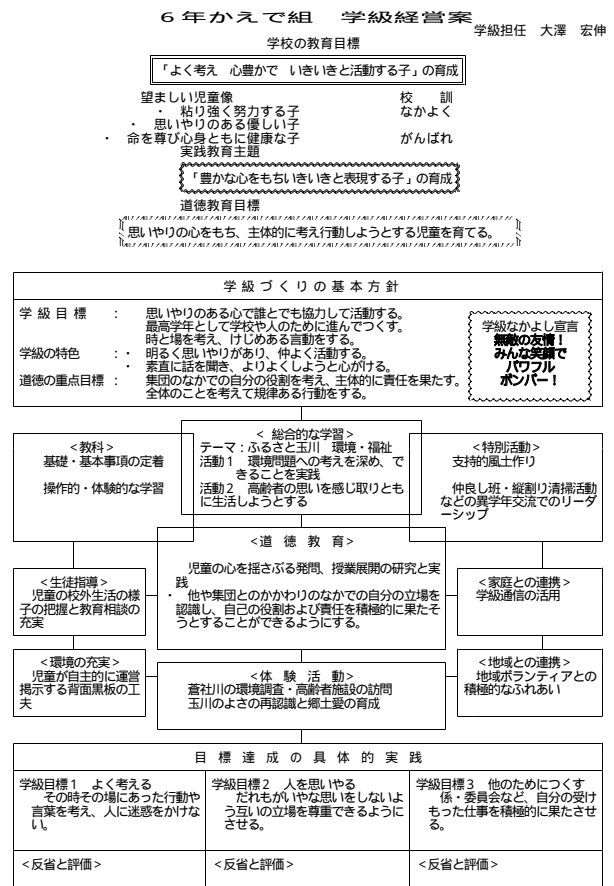 ６年かえで組　学級経営案
学級担任　大澤　宏伸
学校の教育目標
「よく考え　心豊かで　いきいきと活動する子」の育成
望ましい児童像
・　粘り強く努力する子
・　思いやりのある優しい子
・　命を尊び心身ともに健康な子
校　訓
なかよく
がんばれ
実践教育主題
「豊かな心をもちいきいきと表現する子」の育成
道徳教育目標
思いやりの心をもち、主体的に考え行動しようとする児童を育てる。
学級づくりの基本方針
学級目標　：　思いやりのある心で誰とでも協力して活動する。
最高学年として学校や人のために進んでつくす。
時と場を考え、けじめある言動をする。
学級の特色　：・　明るく思いやりがあり、仲よく活動する。
・　素直に話を聞き、よりよくしようと心がける。
道徳の重点目標：　集団のなかでの自分の役割を考え、主体的に責任を果たす。
全体のことを考えて規律ある行動をする。
学級なかよし宣言
無敵の友情！
みんな笑顔で
パワフル
ボンバー！
＜教科＞
基礎・基本事項の定着
操作的・体験的な学習
＜ 総合的な学習＞
テーマ：ふるさと玉川　環境・福祉
活動１　環境問題への考えを深め、で
きることを実践
活動２　高齢者の思いを感じ取りとも
に生活しようとする
＜特別活動＞
支持的風土作り
仲良し班・縦割り清掃活動
などの異学年交流でのリーダ
ーシップ
＜道　徳　教　育＞
児童の心を揺さぶる発問、授業展開の研究と実
践
・　他や集団とのかかわりのなかでの自分の立場を
認識し、自己の役割および責任を積極的に果たそ
うとすることができるようにする。
＜生徒指導＞
児童の校外生活の様
子の把握と教育相談の
充実
＜家庭との連携＞
学級通信の活用
＜環境の充実＞
児童が自主的に運営
掲示する背面黒板の工
夫
＜体　験　活　動＞
蒼社川の環境調査・高齢者施設の訪問
玉川のよさの再認識と郷土愛の育成
＜地域との連携＞
地域ボランティアとの
積極的なふれあい
目　標　達　成　の　具　体　的　実　践
学級目標１　よく考える
その時その場にあった行動や
言葉を考え、人に迷惑をかけな
い。
学級目標２　人を思いやる
だれもがいやな思いをしないよ
う互いの立場を尊重できるように
させる。
学級目標３　他のためにつくす
係・委員会など、自分の受け
もった仕事を積極的に果たさせ
る。
＜反省と評価＞
＜反省と評価＞
＜反省と評価＞